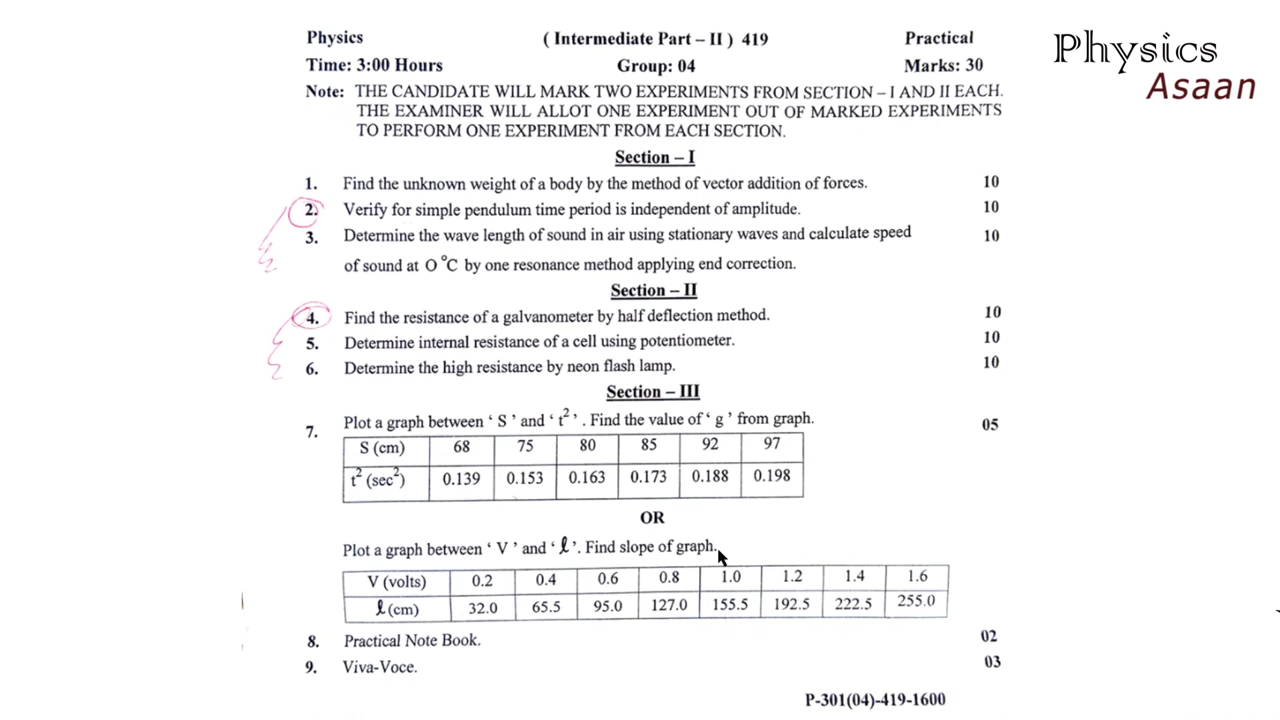 Physics ( Intermediate Part – II ) 419 Practical
Physics
Asaan
Time: 3:00 Hours Group: 04 Marks: 30
Note: THE CANDIDATE WILL MARK TWO EXPERIMENTS FROM SECTION – I AND II EACH.
THE EXAMINER WILL ALLOT ONE EXPERIMENT OUT OF MARKED EXPERIMENTS
TO PERFORM ONE EXPERIMENT FROM EACH SECTION.
Section – I
1. Find the unknown weight of a body by the method of vector addition of forces. 10
2. Verify for simple pendulum time period is independent of amplitude. 10
3. Determine the wave length of sound in air using stationary waves and calculate speed 10
of sound at O °C by one resonance method applying end correction.
Section – II
4. Find the resistance of a galvanometer by half deflection method. 10
5. Determine internal resistance of a cell using potentiometer. 10
6. Determine the high resistance by neon flash lamp. 10
Section – III
7. Plot a graph between ‘ S ’ and ‘ t² ’ . Find the value of ‘ g ’ from graph. 05
S (cm) 68 75 80 85 92 97
t² (sec²) 0.139 0.153 0.163 0.173 0.188 0.198
OR
Plot a graph between ‘ V ’ and ‘ ℓ ’. Find slope of graph.
V (volts) 0.2 0.4 0.6 0.8 1.0 1.2 1.4 1.6
ℓ (cm) 32.0 65.5 95.0 127.0 155.5 192.5 222.5 255.0
8. Practical Note Book. 02
9. Viva-Voce. 03
P-301(04)-419-1600